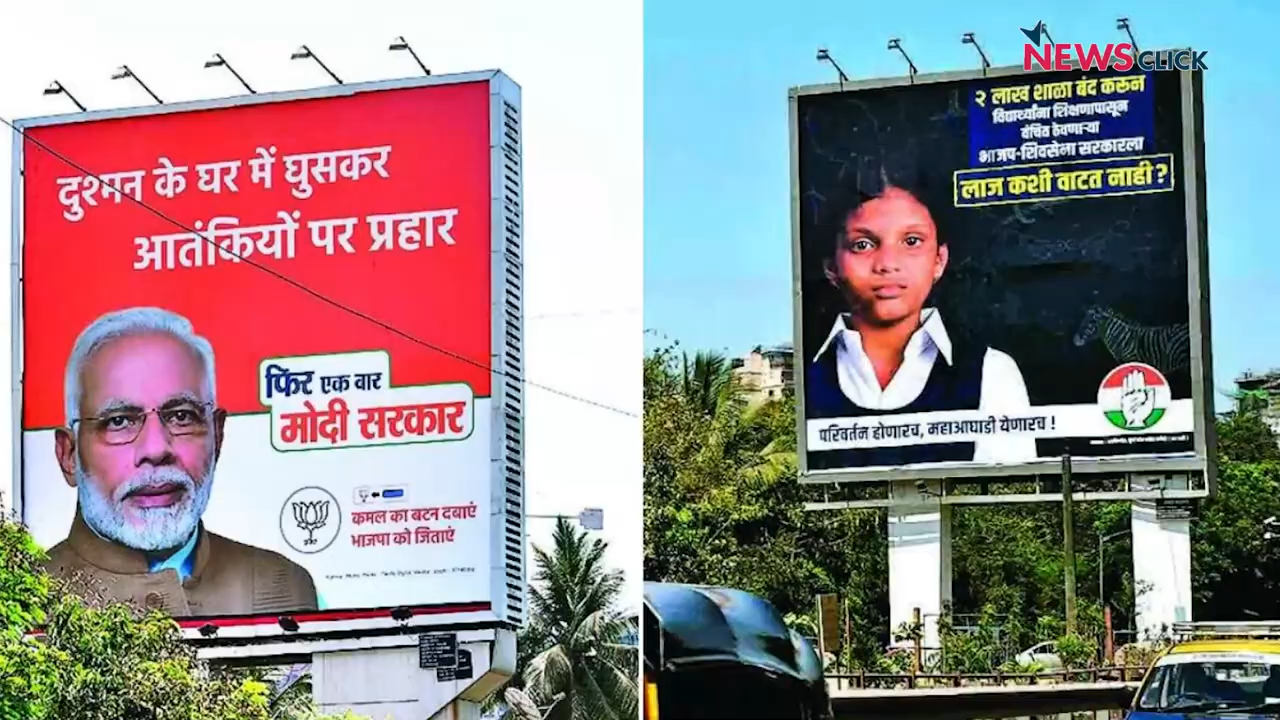 दुश्मन के घर में घुसकर
आतंकियों पर प्रहार
फिर एक बार
मोदी सरकार
कमल का बटन दबाएं
भाजपा को जिताएं
NEWSCLICK
२ लाख शाळा बंद करून
विद्यार्थ्यांना शिक्षणापासून
वंचित ठेवणाऱ्या
भाजप-शिवसेना सरकारला
लाज कशी वाटत नाही ?
परिवर्तन होणारच, महाआघाडी येणारच !